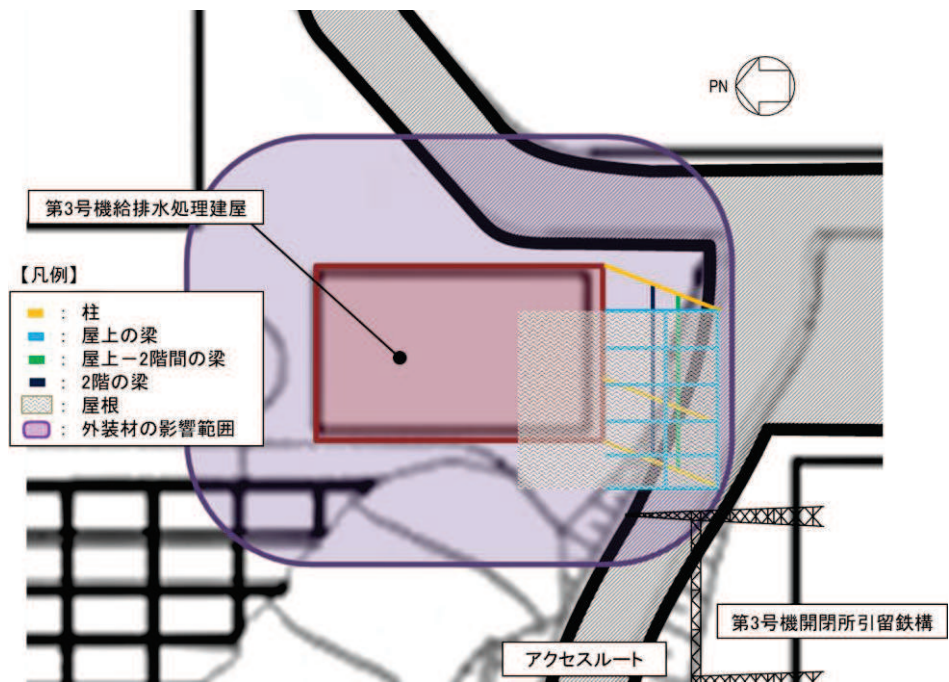 PN
第3号機給排水処理建屋
【凡例】
： 柱
： 屋上の梁
： 屋上－2階間の梁
： 2階の梁
： 屋根
： 外装材の影響範囲
第3号機開閉所引留鉄構
アクセスルート